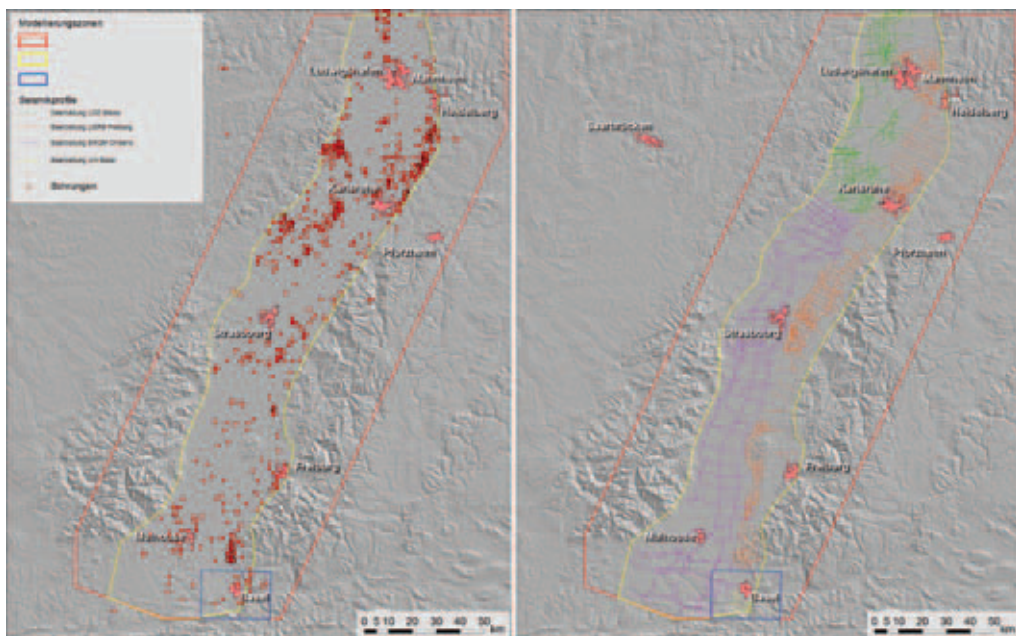 Modellierungszonen
Seismikprofile
Bohrungen
Ludwigshafen
Mannheim
Heidelberg
Karlsruhe
Pforzheim
Strasbourg
Freiburg
Mulhouse
Basel
0 5 10 20 30 40 50
km
Ludwigshafen
Mannheim
Heidelberg
Saarbrücken
Karlsruhe
Pforzheim
Strasbourg
Freiburg
Mulhouse
Basel
0 5 10 20 30 40 50
km